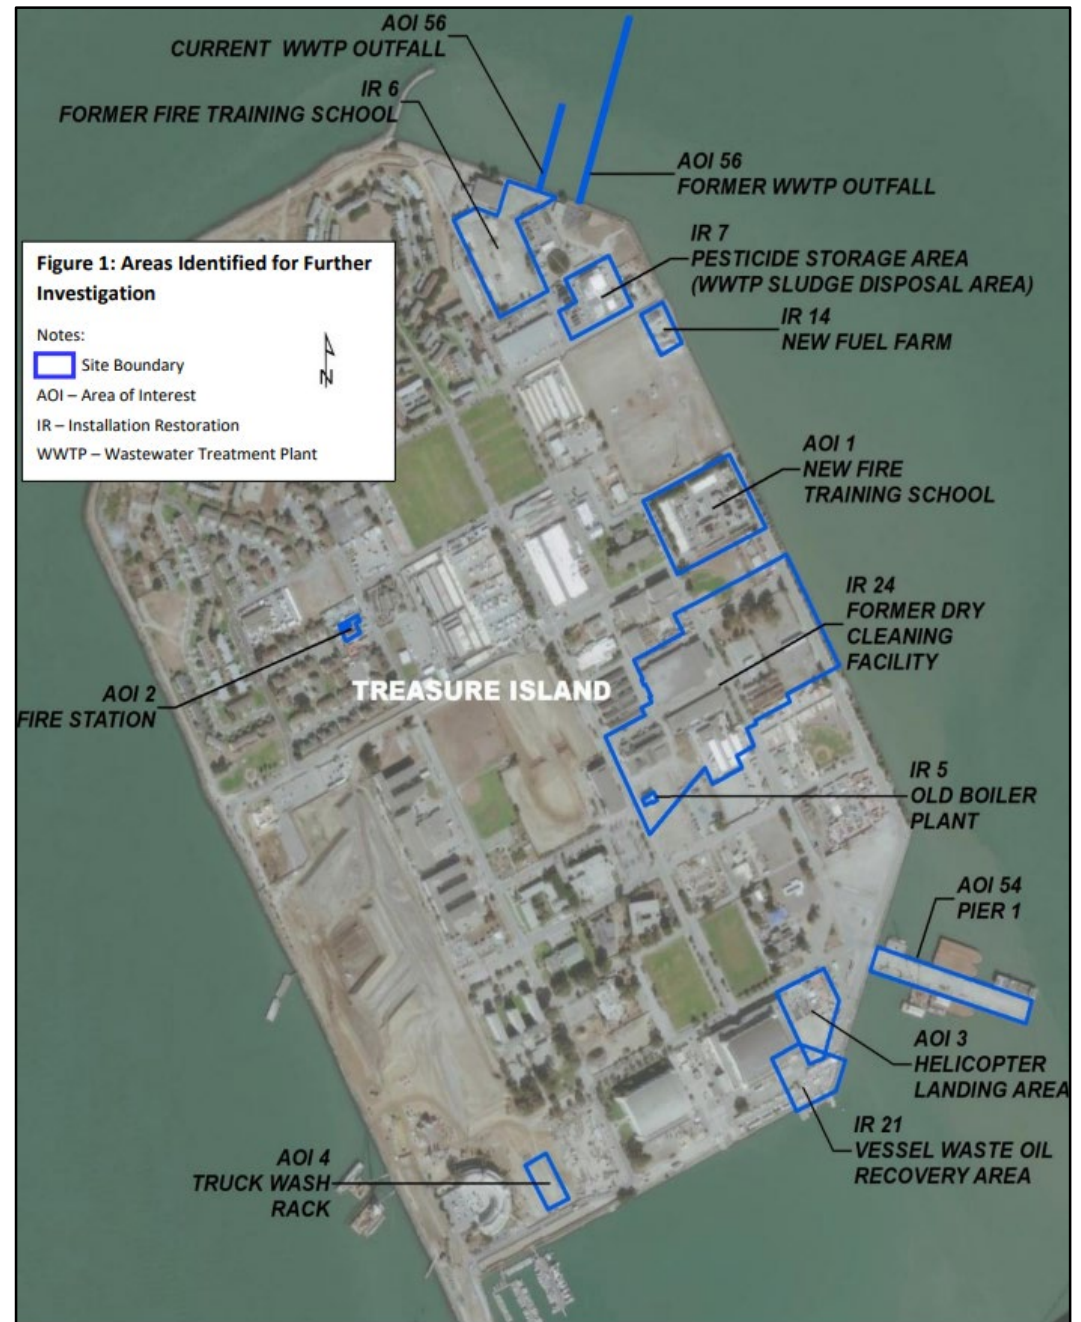 AOI 56
CURRENT WWTP OUTFALL
IR 6
FORMER FIRE TRAINING SCHOOL
AOI 56
FORMER WWTP OUTFALL
IR 7
PESTICIDE STORAGE AREA
(WWTP SLUDGE DISPOSAL AREA)
IR 14
NEW FUEL FARM
Figure 1: Areas Identified for Further
Investigation
Notes:
Site Boundary
N
AOI – Area of Interest
IR – Installation Restoration
WWTP – Wastewater Treatment Plant
AOI 1
NEW FIRE
TRAINING SCHOOL
IR 24
FORMER DRY
CLEANING
FACILITY
AOI 2
FIRE STATION
TREASURE ISLAND
IR 5
OLD BOILER
PLANT
AOI 54
PIER 1
AOI 3
HELICOPTER
LANDING AREA
IR 21
VESSEL WASTE OIL
RECOVERY AREA
AOI 4
TRUCK WASH
RACK